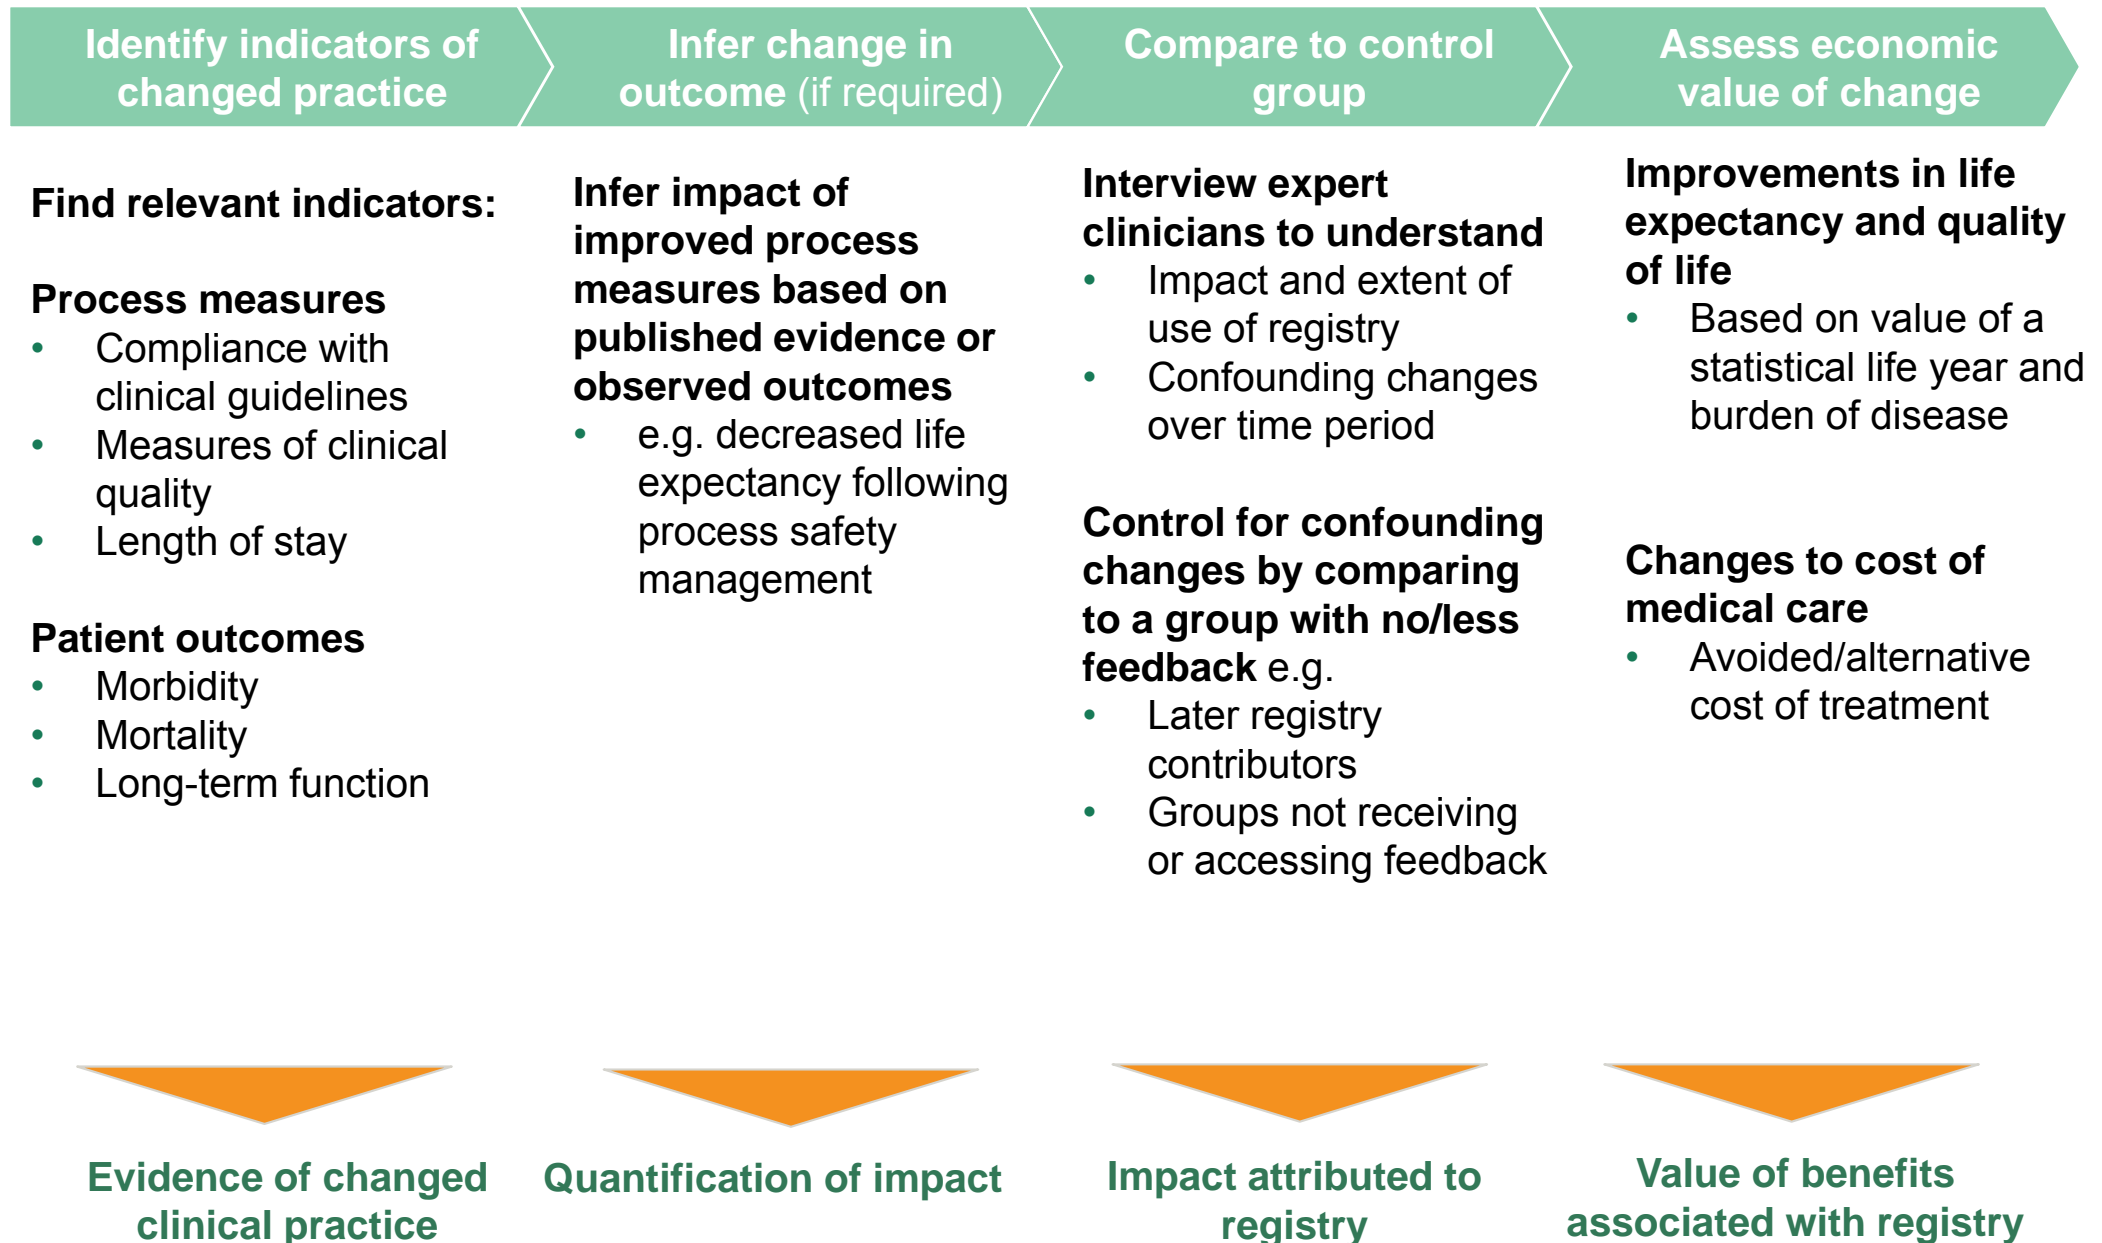 Identify indicators of
changed practice
Infer change in
outcome (if required)
Compare to control
group
Assess economic
value of change
Find relevant indicators:
Process measures
• Compliance with
clinical guidelines
• Measures of clinical
quality
• Length of stay
Patient outcomes
• Morbidity
• Mortality
• Long-term function
Infer impact of
improved process
measures based on
published evidence or
observed outcomes
• e.g. decreased life
expectancy following
process safety
management
Interview expert
clinicians to understand
• Impact and extent of
use of registry
• Confounding changes
over time period
Control for confounding
changes by comparing
to a group with no/less
feedback e.g.
• Later registry
contributors
• Groups not receiving
or accessing feedback
Improvements in life
expectancy and quality
of life
• Based on value of a
statistical life year and
burden of disease
Changes to cost of
medical care
• Avoided/alternative
cost of treatment
Evidence of changed
clinical practice
Quantification of impact
Impact attributed to
registry
Value of benefits
associated with registry